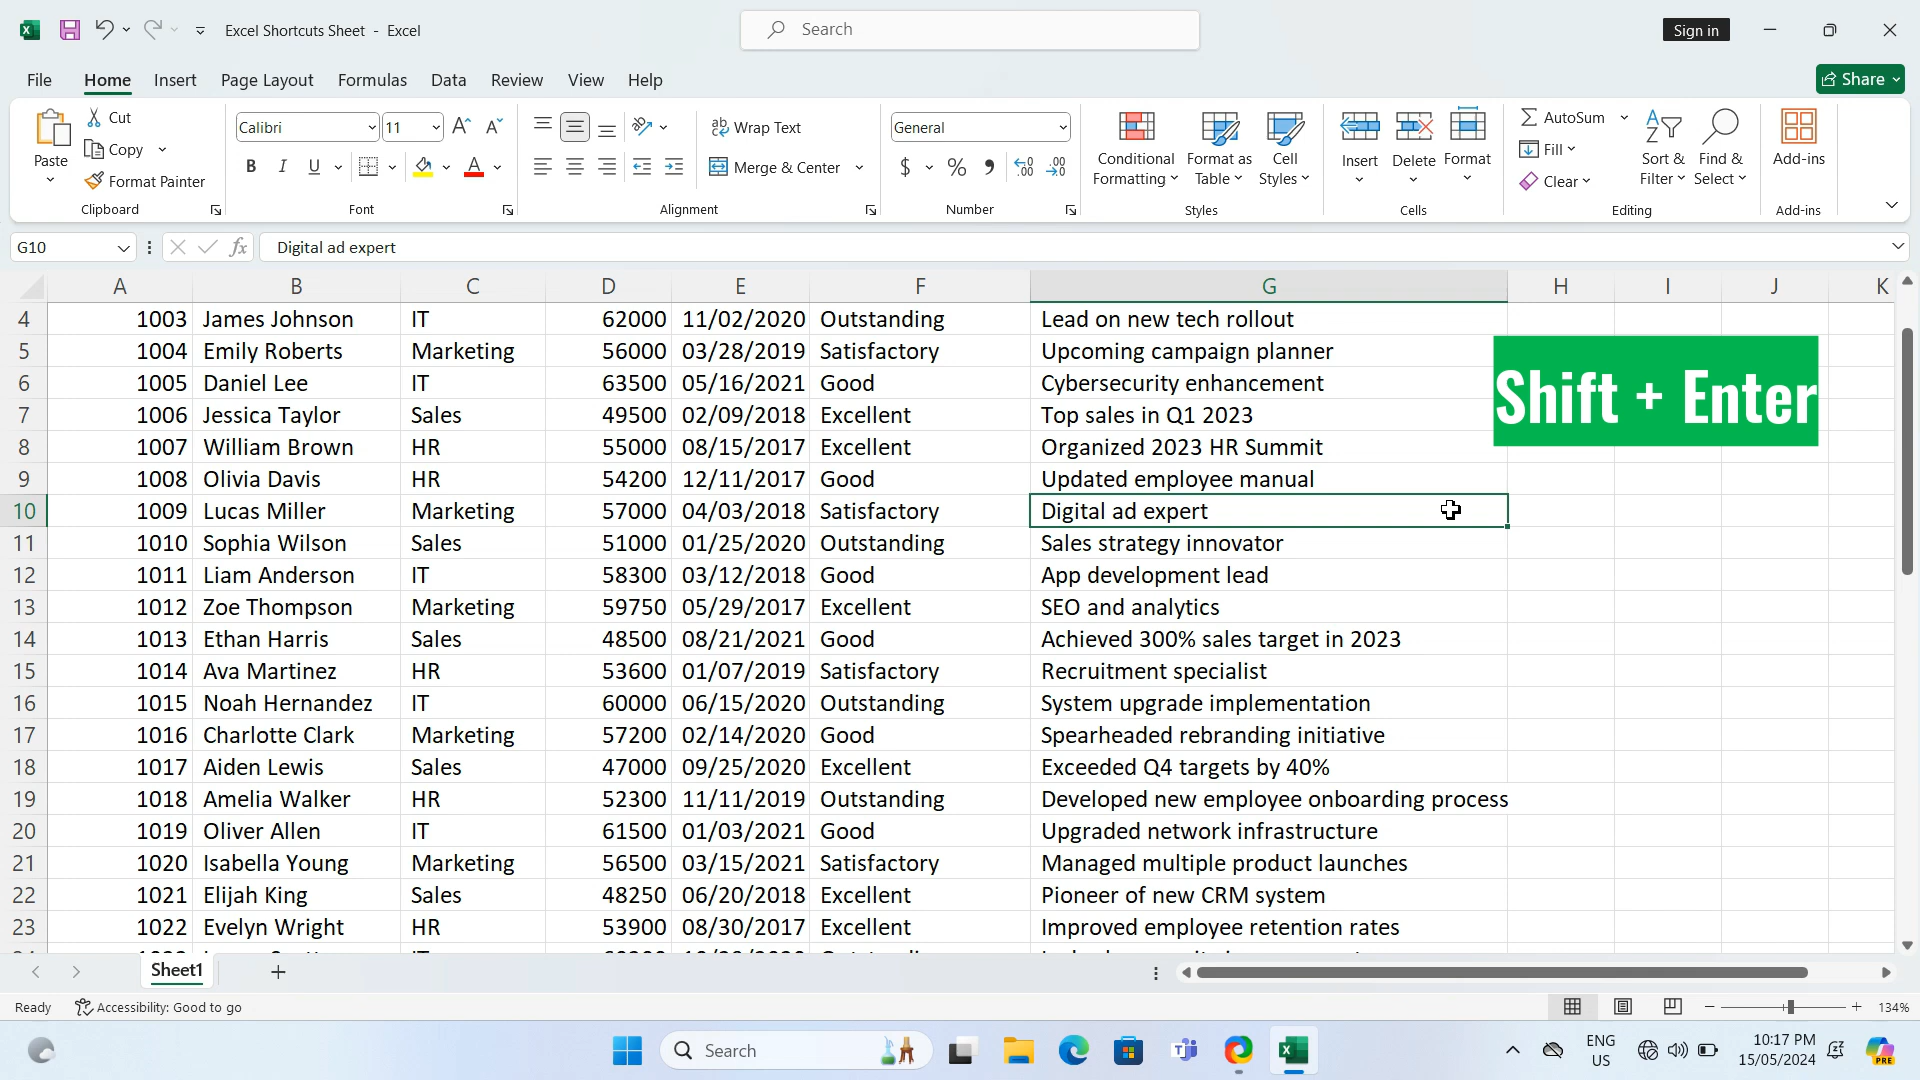 Excel Shortcuts Sheet - Excel
Search
Sign in
File Home Insert Page Layout Formulas Data Review View Help
Share
Paste
Cut
Copy
Format Painter
Clipboard
Calibri 11
B I U
Font
Wrap Text
Merge & Center
Alignment
General
$ % ,
Number
Conditional Formatting
Format as Table
Cell Styles
Styles
Insert Delete Format
Cells
AutoSum
Fill
Clear
Sort & Filter
Find & Select
Editing
Add-ins
Add-ins
G10 fx Digital ad expert
A B C D E F G H I J K
4 1003 James Johnson IT 62000 11/02/2020 Outstanding Lead on new tech rollout
5 1004 Emily Roberts Marketing 56000 03/28/2019 Satisfactory Upcoming campaign planner
6 1005 Daniel Lee IT 63500 05/16/2021 Good Cybersecurity enhancement
7 1006 Jessica Taylor Sales 49500 02/09/2018 Excellent Top sales in Q1 2023
8 1007 William Brown HR 55000 08/15/2017 Excellent Organized 2023 HR Summit
9 1008 Olivia Davis HR 54200 12/11/2017 Good Updated employee manual
10 1009 Lucas Miller Marketing 57000 04/03/2018 Satisfactory Digital ad expert
11 1010 Sophia Wilson Sales 51000 01/25/2020 Outstanding Sales strategy innovator
12 1011 Liam Anderson IT 58300 03/12/2018 Good App development lead
13 1012 Zoe Thompson Marketing 59750 05/29/2017 Excellent SEO and analytics
14 1013 Ethan Harris Sales 48500 08/21/2021 Good Achieved 300% sales target in 2023
15 1014 Ava Martinez HR 53600 01/07/2019 Satisfactory Recruitment specialist
16 1015 Noah Hernandez IT 60000 06/15/2020 Outstanding System upgrade implementation
17 1016 Charlotte Clark Marketing 57200 02/14/2020 Good Spearheaded rebranding initiative
18 1017 Aiden Lewis Sales 47000 09/25/2020 Excellent Exceeded Q4 targets by 40%
19 1018 Amelia Walker HR 52300 11/11/2019 Outstanding Developed new employee onboarding process
20 1019 Oliver Allen IT 61500 01/03/2021 Good Upgraded network infrastructure
21 1020 Isabella Young Marketing 56500 03/15/2021 Satisfactory Managed multiple product launches
22 1021 Elijah King Sales 48250 06/20/2018 Excellent Pioneer of new CRM system
23 1022 Evelyn Wright HR 53900 08/30/2017 Excellent Improved employee retention rates
Shift + Enter
Sheet1
Ready Accessibility: Good to go 134%
Search
ENG
US
10:17 PM
15/05/2024
PRE